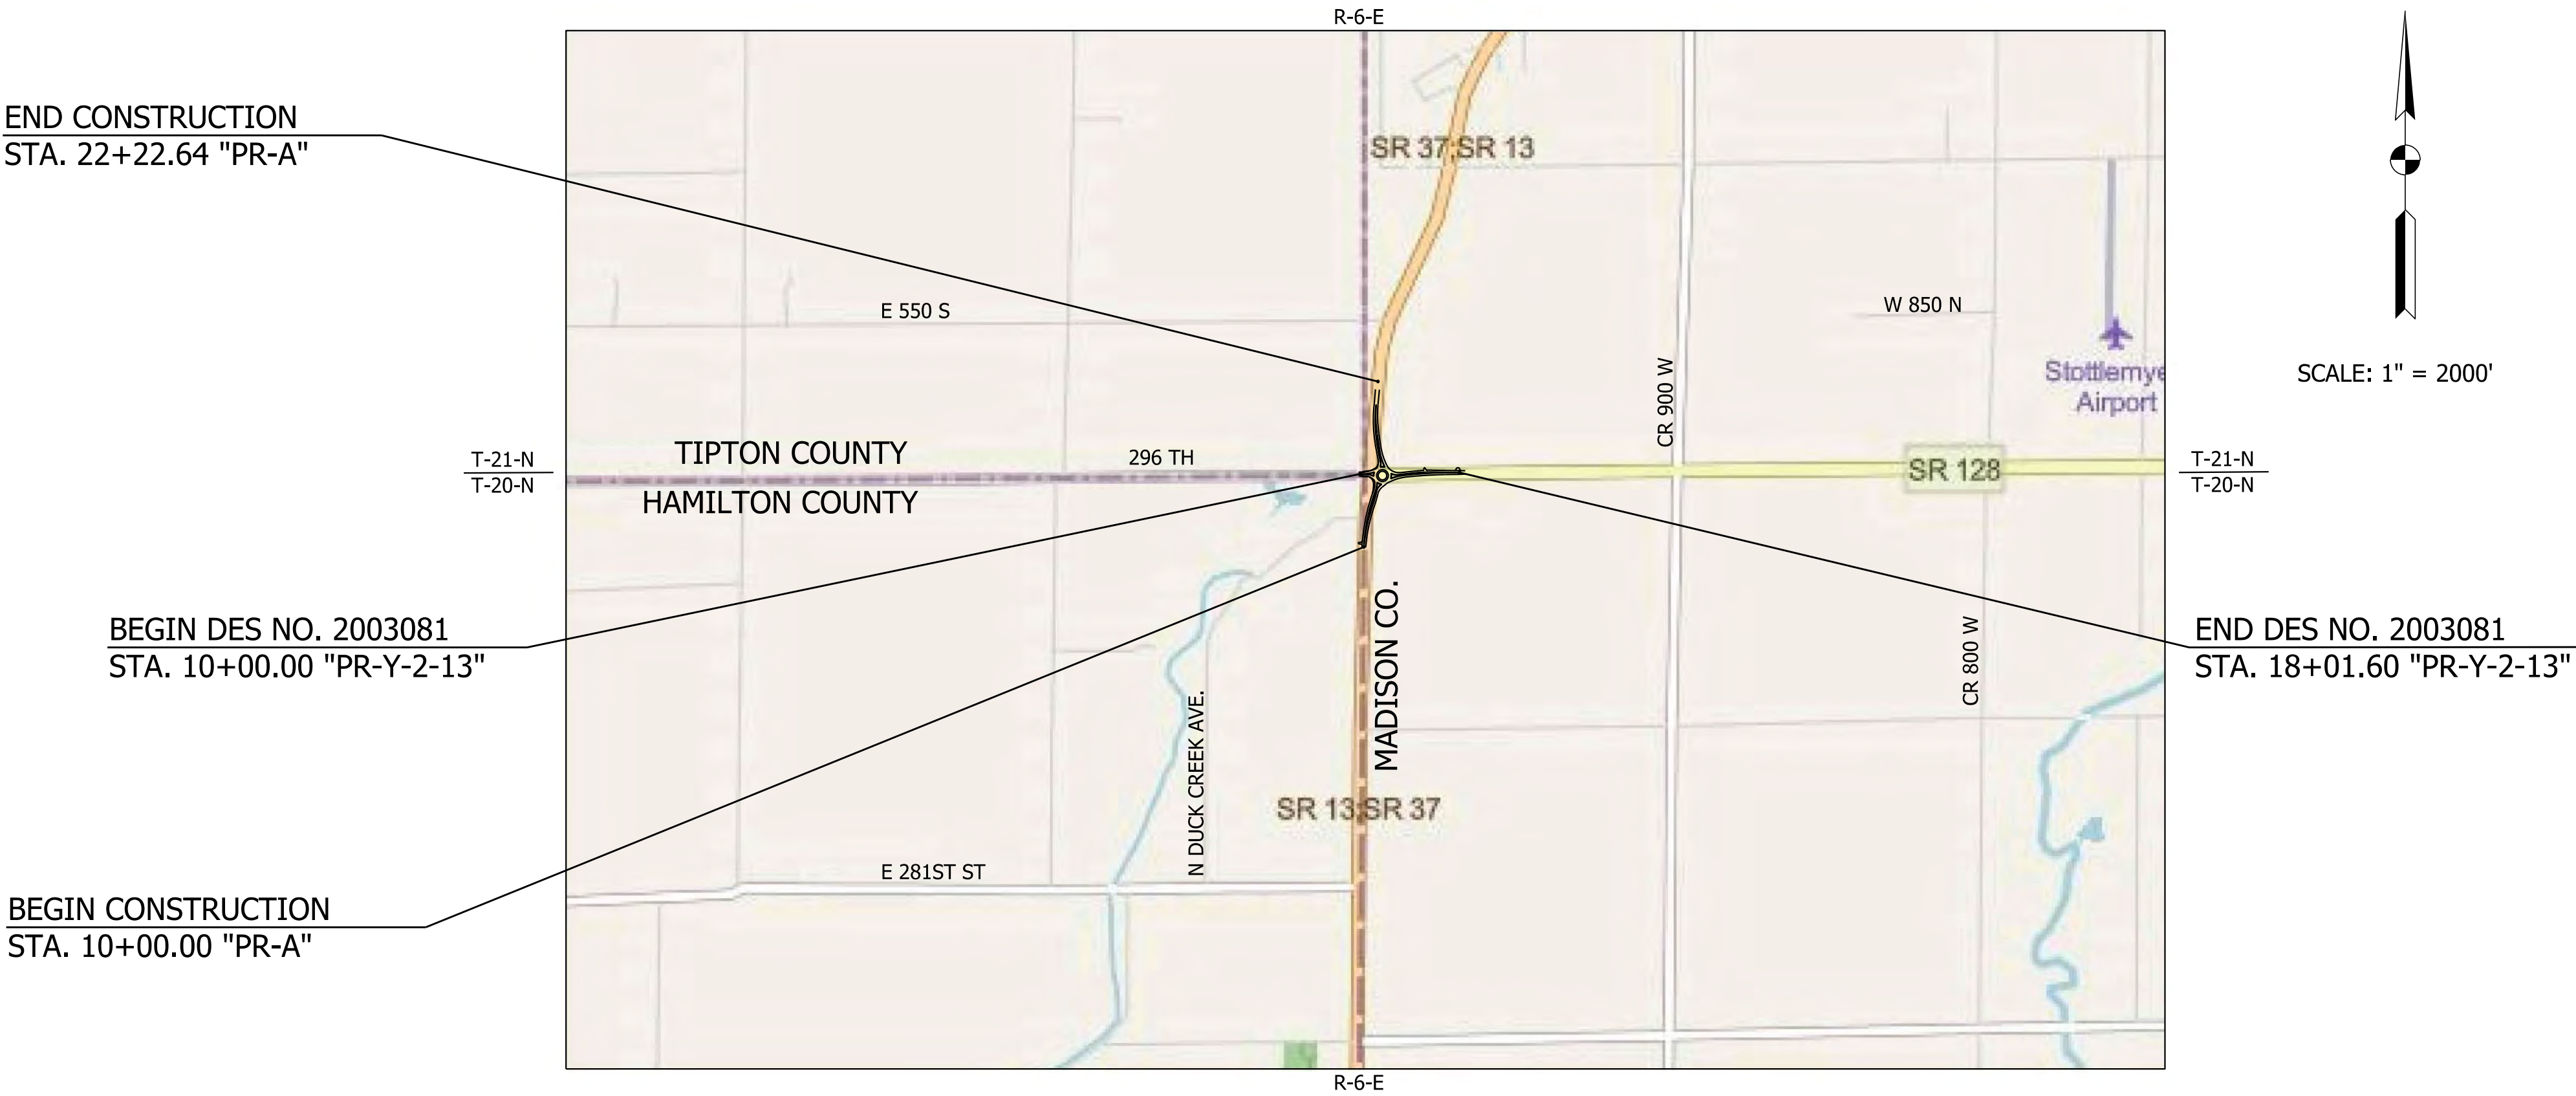 R-6-E
END CONSTRUCTION
STA. 22+22.64 "PR-A"
SR 37;SR 13
E 550 S
W 850 N
CR 900 W
Stottlemye
Airport
SCALE: 1" = 2000'
TIPTON COUNTY
296 TH
T-21-N
T-20-N
SR 128
T-21-N
T-20-N
HAMILTON COUNTY
BEGIN DES NO. 2003081
STA. 10+00.00 "PR-Y-2-13"
MADISON CO.
CR 800 W
END DES NO. 2003081
STA. 18+01.60 "PR-Y-2-13"
N DUCK CREEK AVE.
SR 13;SR 37
E 281ST ST
BEGIN CONSTRUCTION
STA. 10+00.00 "PR-A"
R-6-E